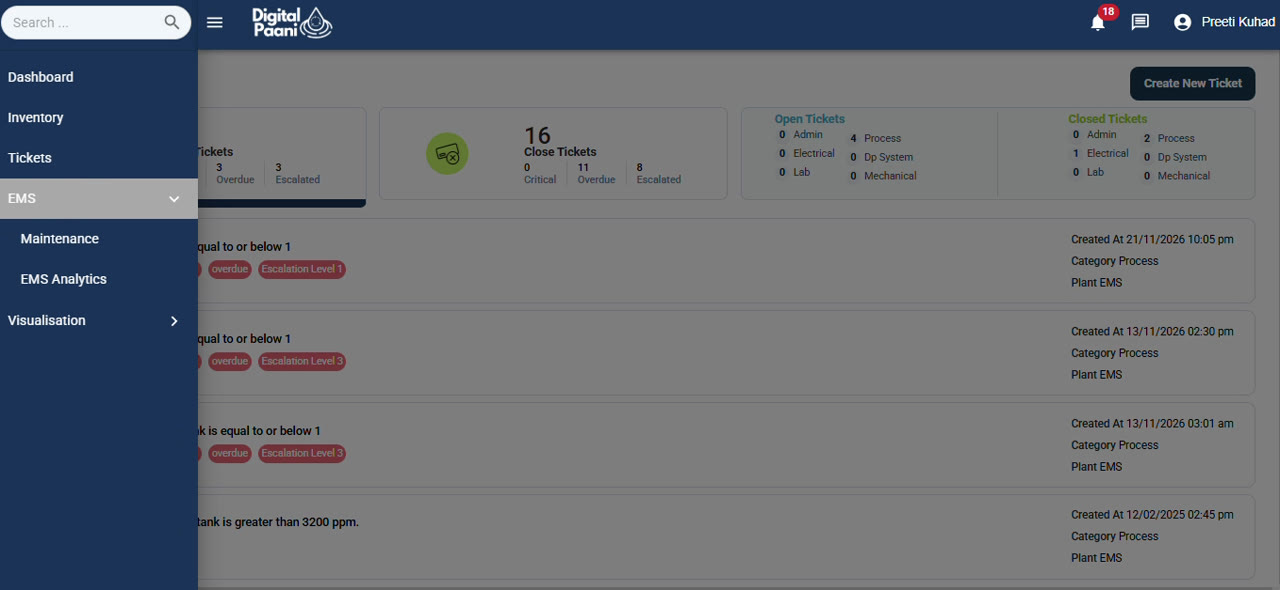 Search ...
Digital
Paani
18
Preeti Kuhad
Dashboard
Inventory
Tickets
EMS
Maintenance
EMS Analytics
Visualisation
Create New Ticket
Tickets
3
Overdue
3
Escalated
16
Close Tickets
0
Critical
11
Overdue
8
Escalated
Open Tickets
0 Admin
4 Process
0 Electrical
0 Dp System
0 Lab
0 Mechanical
Closed Tickets
0 Admin
2 Process
1 Electrical
0 Dp System
0 Lab
0 Mechanical
qual to or below 1
overdue
Escalation Level 1
Created At 21/11/2026 10:05 pm
Category Process
Plant EMS
qual to or below 1
overdue
Escalation Level 3
Created At 13/11/2026 02:30 pm
Category Process
Plant EMS
k is equal to or below 1
overdue
Escalation Level 3
Created At 13/11/2026 03:01 am
Category Process
Plant EMS
tank is greater than 3200 ppm.
Created At 12/02/2025 02:45 pm
Category Process
Plant EMS